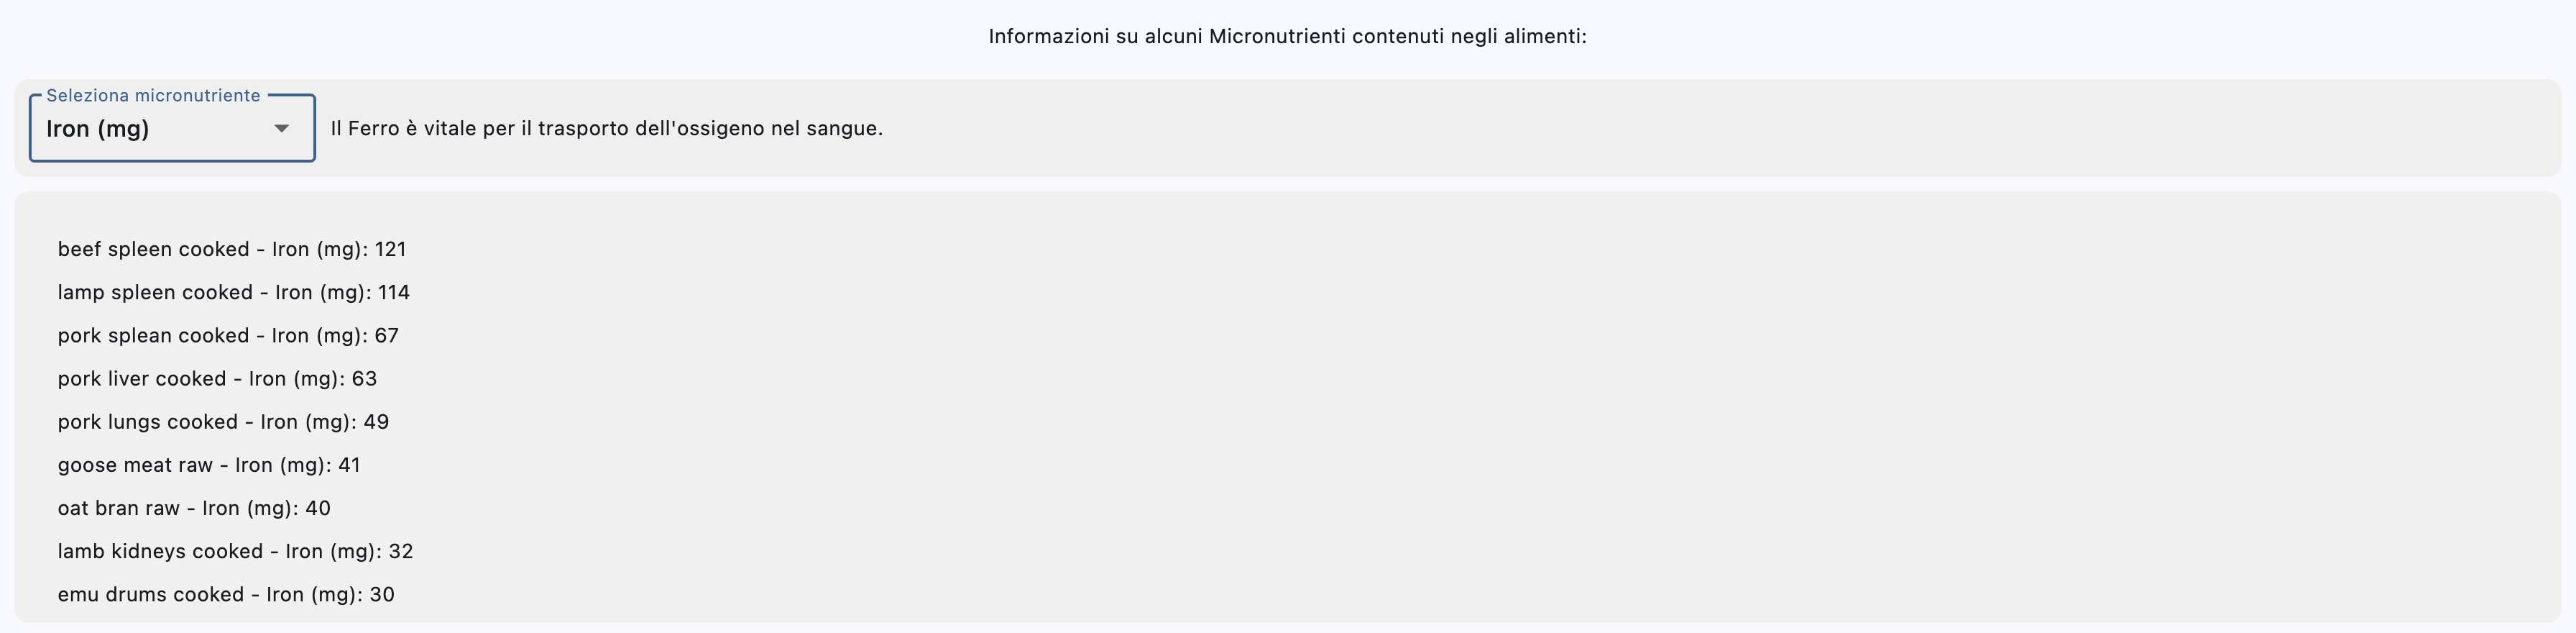 Informazioni su alcuni Micronutrienti contenuti negli alimenti:
Seleziona micronutriente
Iron (mg)
Il Ferro è vitale per il trasporto dell'ossigeno nel sangue.
beef spleen cooked - Iron (mg): 121
lamp spleen cooked - Iron (mg): 114
pork splean cooked - Iron (mg): 67
pork liver cooked - Iron (mg): 63
pork lungs cooked - Iron (mg): 49
goose meat raw - Iron (mg): 41
oat bran raw - Iron (mg): 40
lamb kidneys cooked - Iron (mg): 32
emu drums cooked - Iron (mg): 30